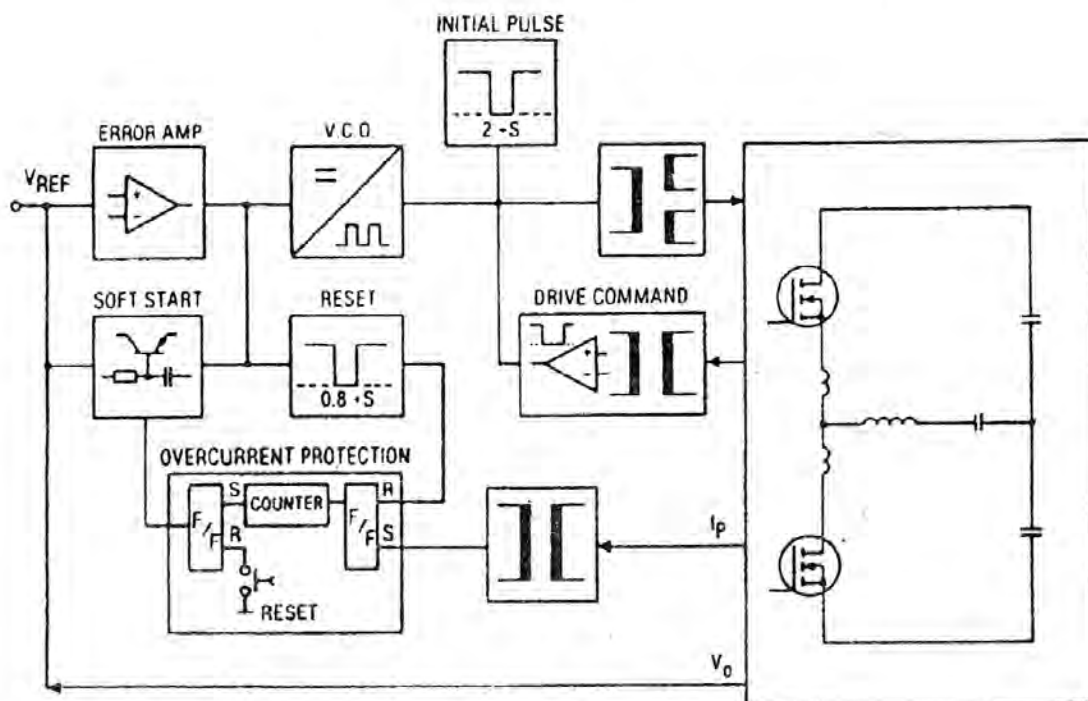 INITIAL PULSE
2 ·S
ERROR AMP
V.C.O.
VREF
+
−
=
SOFT START
RESET
DRIVE COMMAND
+
−
0.8 ·S
OVERCURRENT PROTECTION
S
COUNTER
R
F/F
R
F/F
S
RESET
IP
Vo